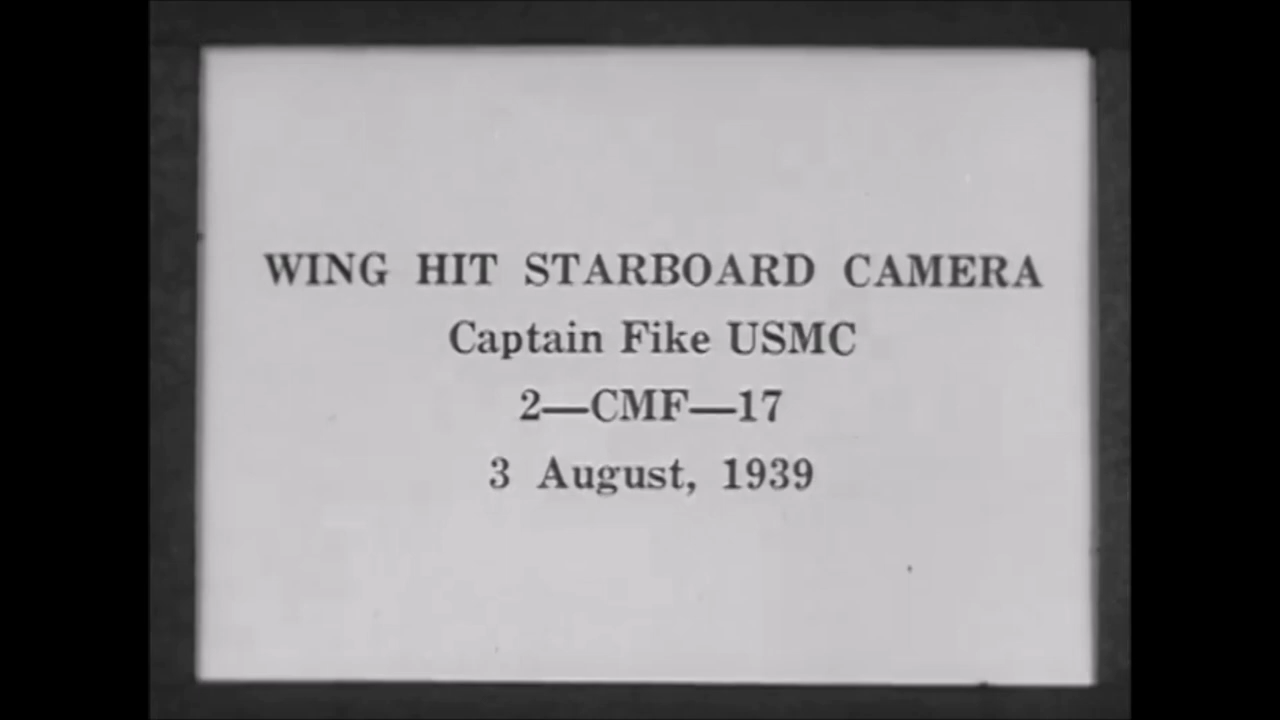 WING HIT STARBOARD CAMERA
Captain Fike USMC
2—CMF—17
3 August, 1939